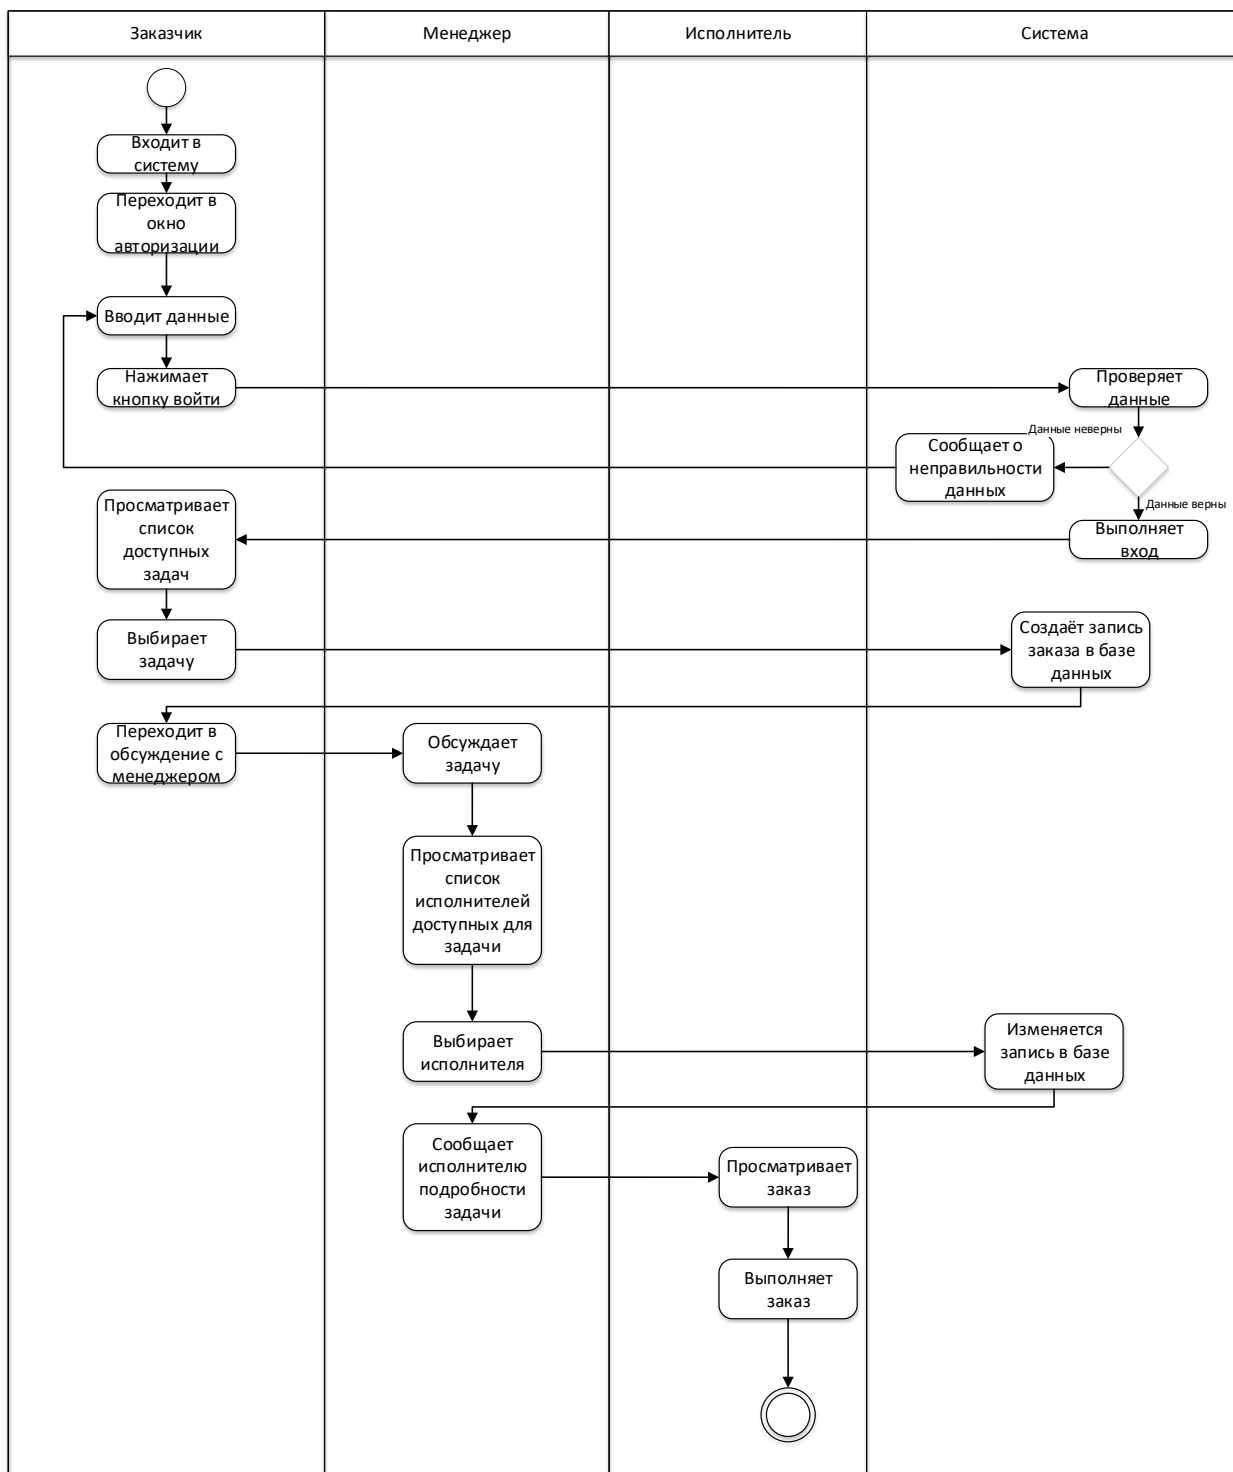 Заказчик
Менеджер
Исполнитель
Система
Входит в
систему
Переходит в
окно
авторизации
Вводит данные
Нажимает
кнопку войти
Проверяет
данные
Данные неверны
Сообщает о
неправильности
данных
Данные верны
Выполняет
вход
Просматривает
список
доступных
задач
Выбирает
задачу
Создаёт запись
заказа в базе
данных
Переходит в
обсуждение с
менеджером
Обсуждает
задачу
Просматривает
список
исполнителей
доступных для
задачи
Выбирает
исполнителя
Изменяется
запись в базе
данных
Сообщает
исполнителю
подробности
задачи
Просматривает
заказ
Выполняет
заказ